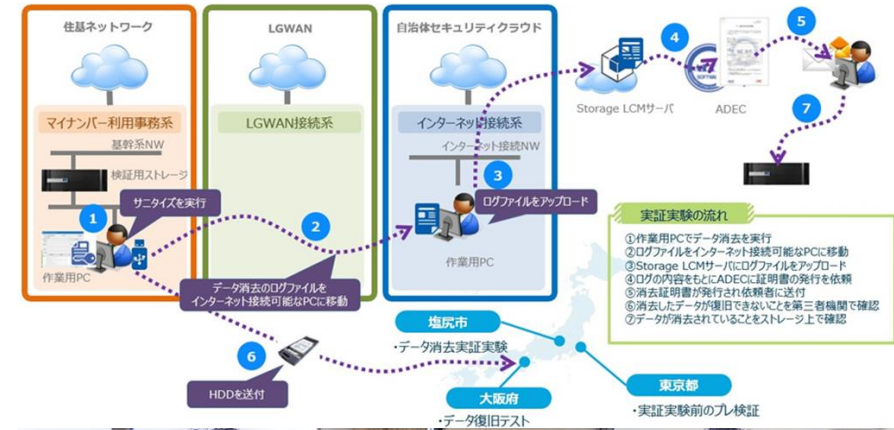 住基ネットワーク
LGWAN
自治体セキュリティクラウド
マイナンバー利用事務系
基幹系NW
検証用ストレージ
1
サニタイズを実行
作業用PC
LGWAN接続系
2
データ消去のログファイルを
インターネット接続可能なPCに移動
インターネット接続系
インターネット接続NW
3
ログファイルをアップロード
作業用PC
4
Storage LCMサーバ
ADEC
5
7
実証実験の流れ
①作業用PCでデータ消去を実行
②ログファイルをインターネット接続可能なPCに移動
③Storage LCMサーバにログファイルをアップロード
④ログの内容をもとにADECに証明書の発行を依頼
⑤消去証明書が発行され依頼者に送付
⑥消去したデータが復旧できないことを第三者機関で確認
⑦データが消去されていることをストレージ上で確認
6
HDDを送付
塩尻市
・データ消去実証実験
大阪府
・データ復旧テスト
東京都
・実証実験前のプレ検証